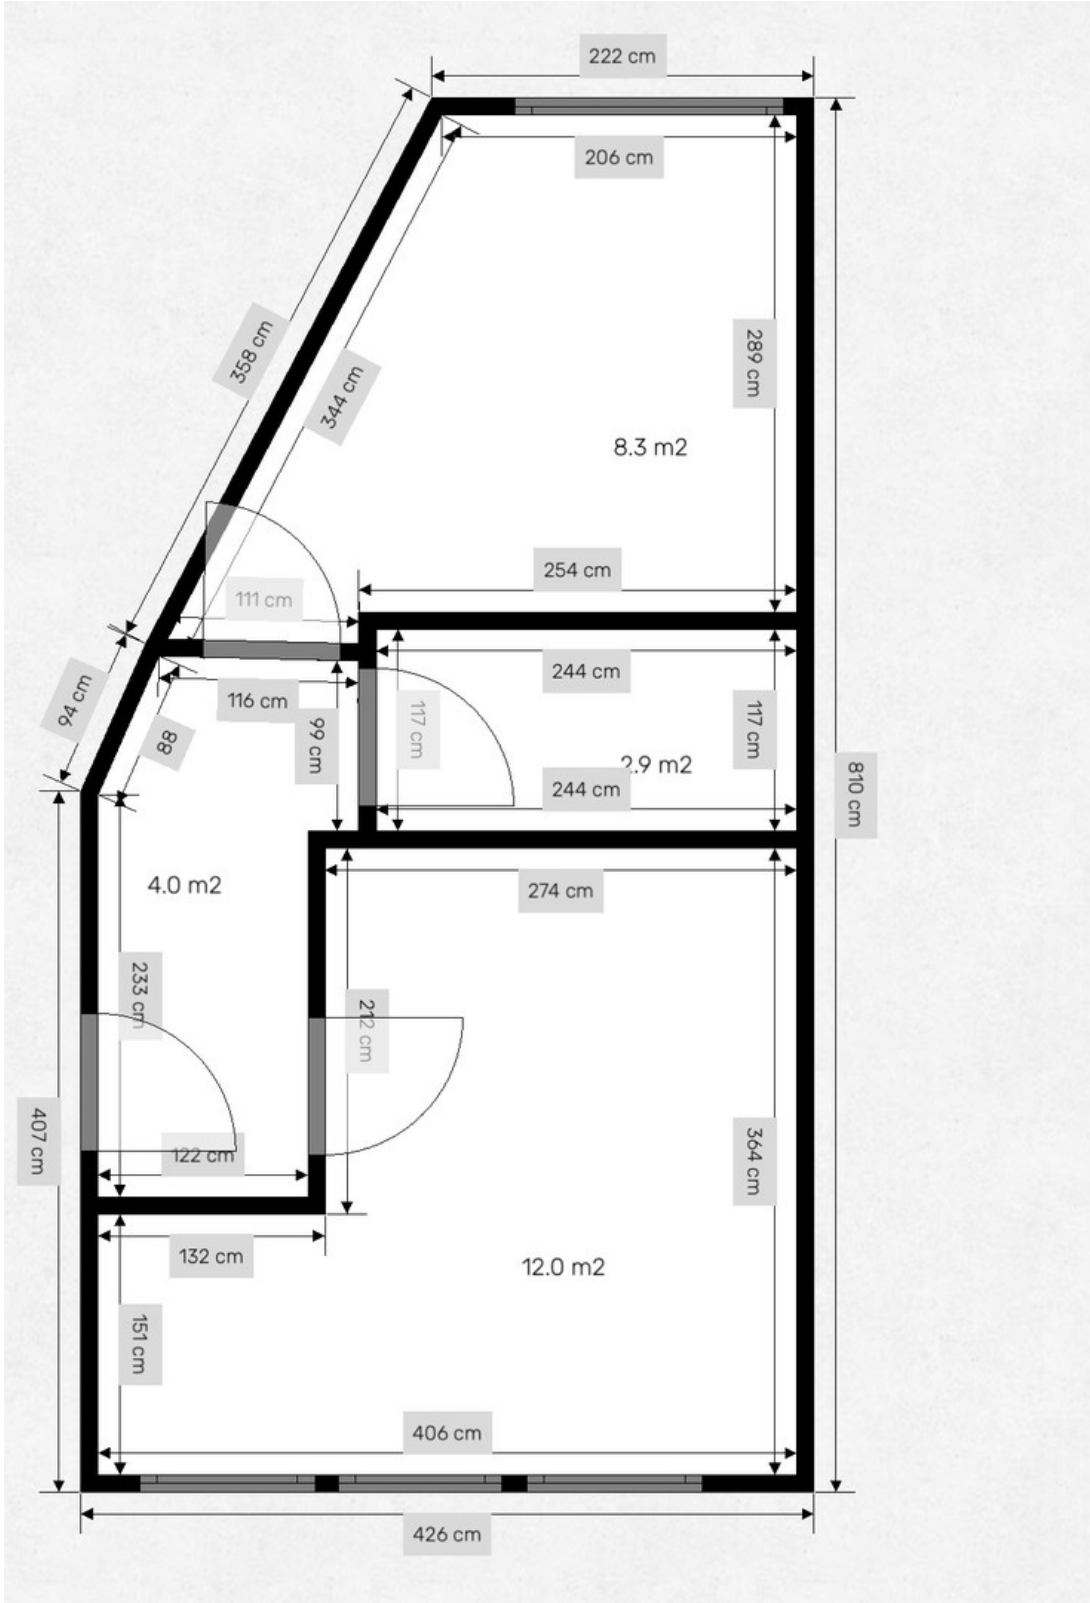 222 cm
206 cm
358 cm
344 cm
289 cm
8.3 m2
254 cm
111 cm
94 cm
88
116 cm
99 cm
117 cm
244 cm
117 cm
2.9 m2
244 cm
810 cm
4.0 m2
274 cm
233 cm
212 cm
407 cm
122 cm
364 cm
132 cm
12.0 m2
151 cm
406 cm
426 cm